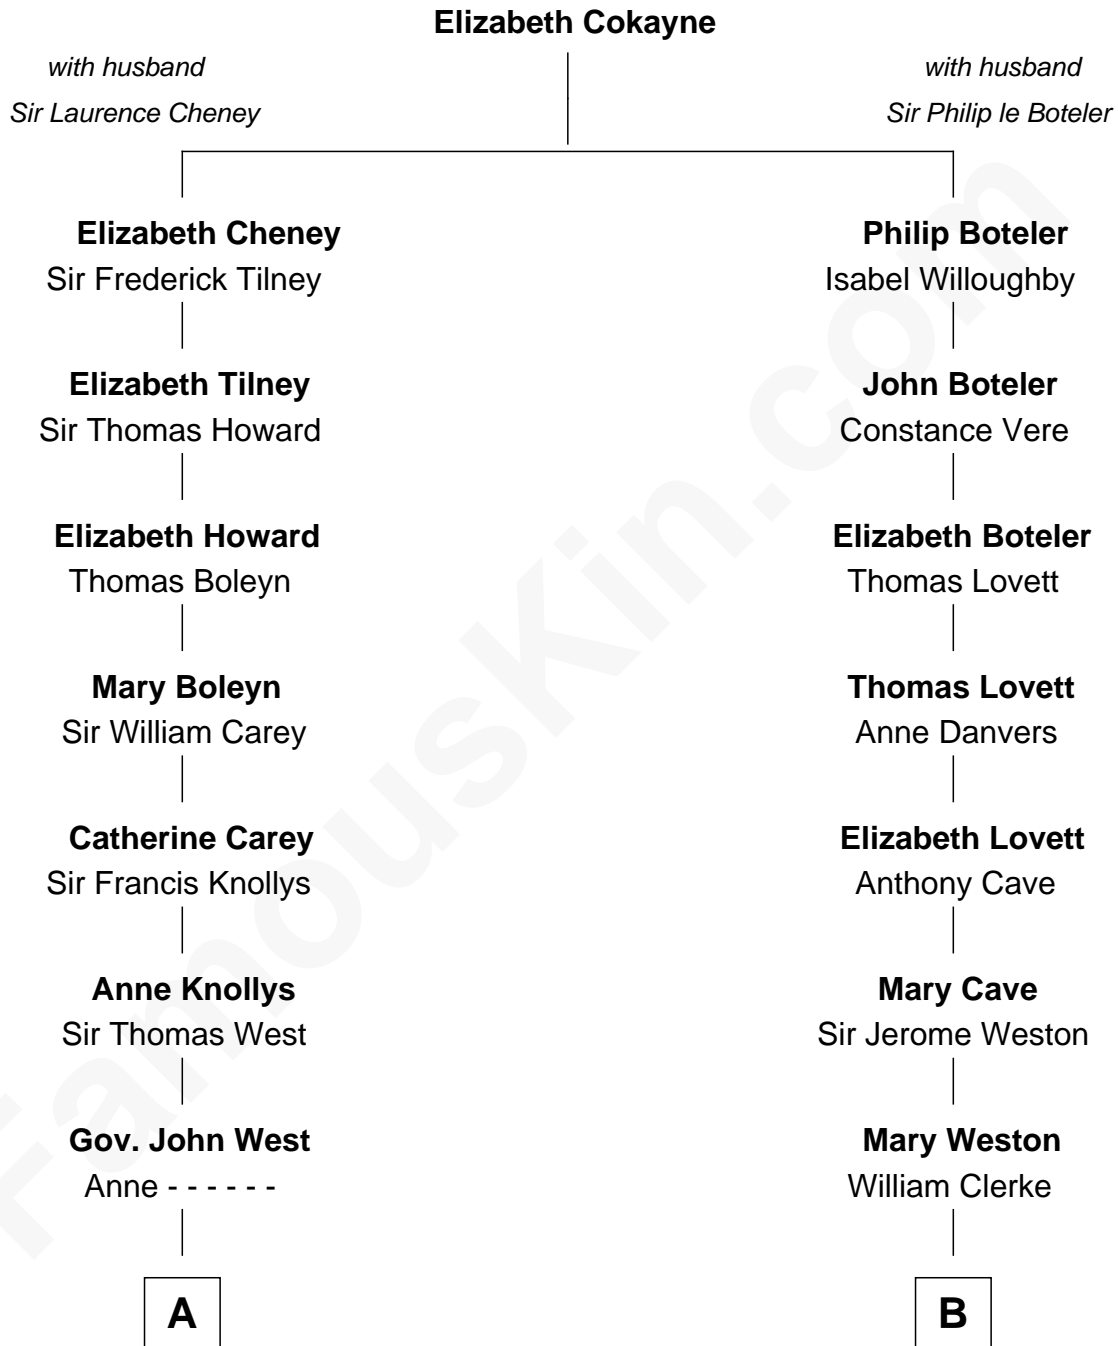 Elizabeth Cokayne
with husband
Sir Laurence Cheney
with husband
Sir Philip le Boteler
Elizabeth Cheney
Sir Frederick Tilney
Philip Boteler
Isabel Willoughby
Elizabeth Tilney
Sir Thomas Howard
John Boteler
Constance Vere
Elizabeth Howard
Thomas Boleyn
Elizabeth Boteler
Thomas Lovett
Mary Boleyn
Sir William Carey
Thomas Lovett
Anne Danvers
Catherine Carey
Sir Francis Knollys
Elizabeth Lovett
Anthony Cave
Anne Knollys
Sir Thomas West
Mary Cave
Sir Jerome Weston
Gov. John West
Anne - - - - - -
Mary Weston
William Clerke
A
B
FamousKin.com